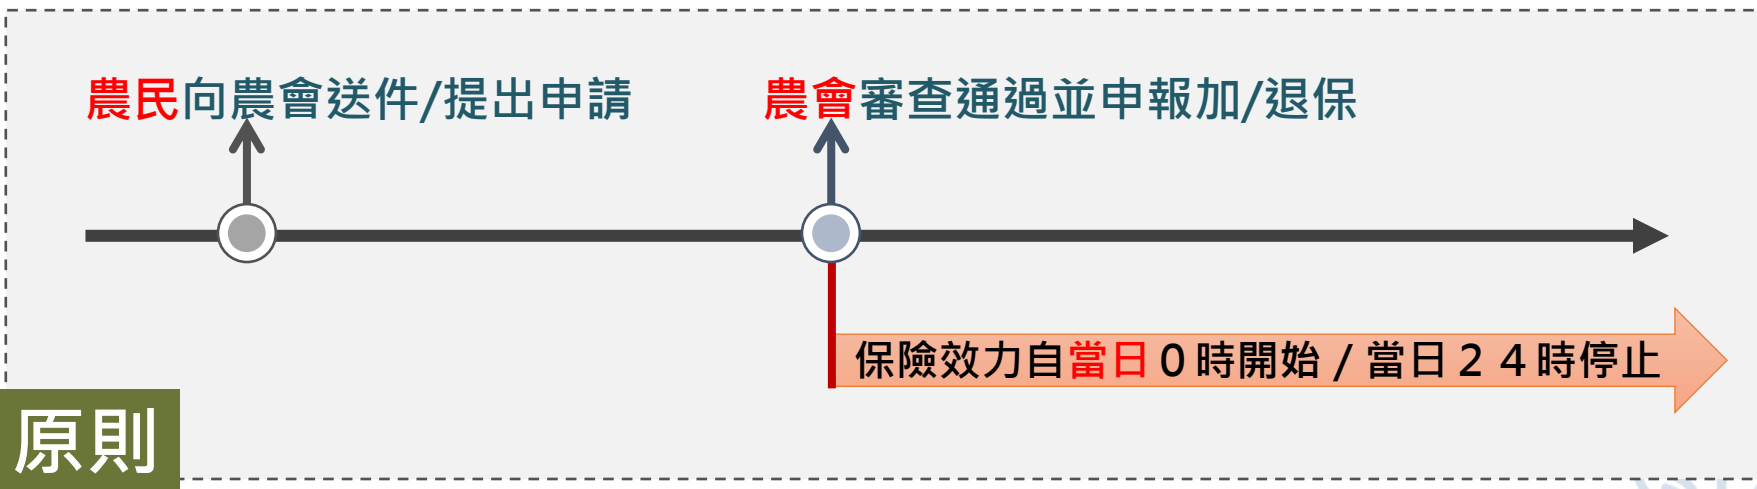 農民向農會送件/提出申請
農會審查通過並申報加/退保
保險效力自當日０時開始/當日２４時停止
原則